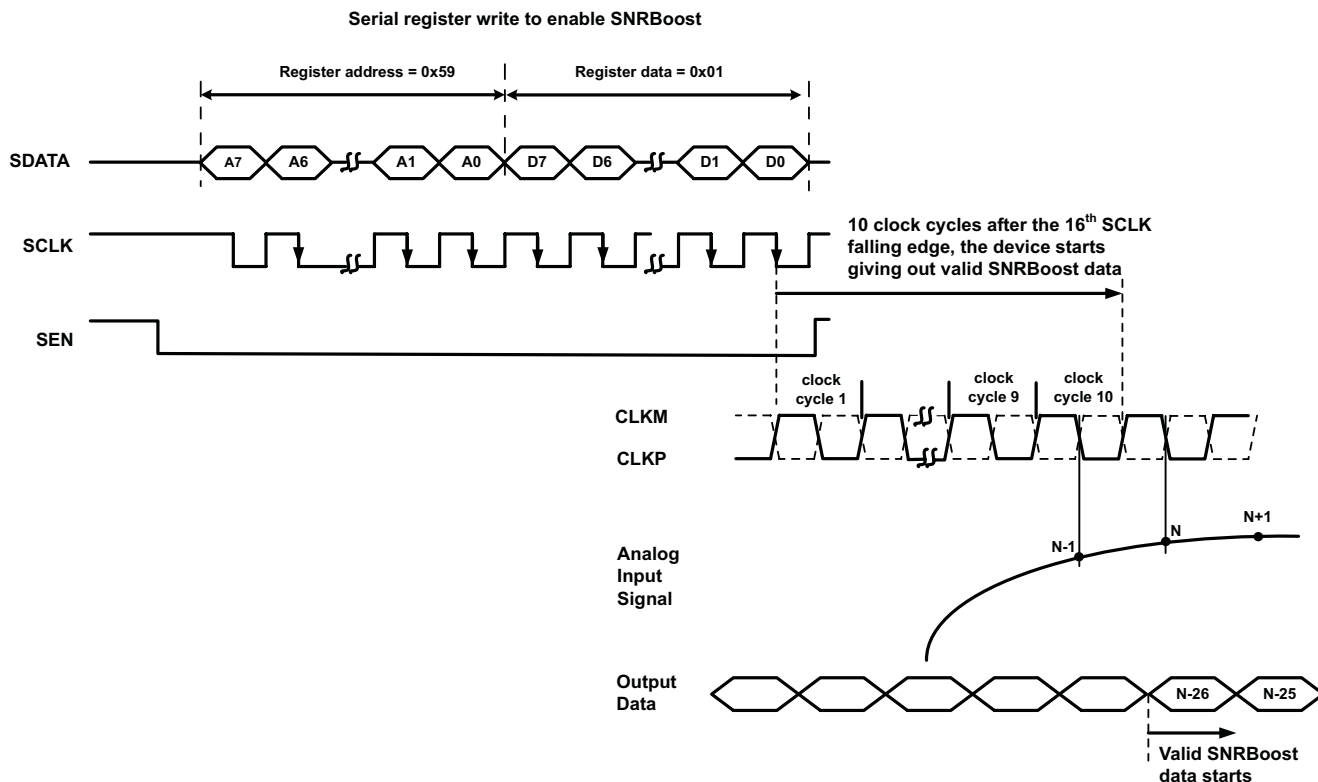 Serial register write to enable SNRBoost
Register address = 0x59
Register data = 0x01
SDATA
A7
A6
A1
A0
D7
D6
D1
D0
SCLK
10 clock cycles after the 16th SCLK
falling edge, the device starts
giving out valid SNRBoost data
SEN
clock
cycle 1
clock
cycle 9
clock
cycle 10
CLKM
CLKP
Analog
Input
Signal
N-1
N
N+1
Output
Data
N-26
N-25
Valid SNRBoost
data starts